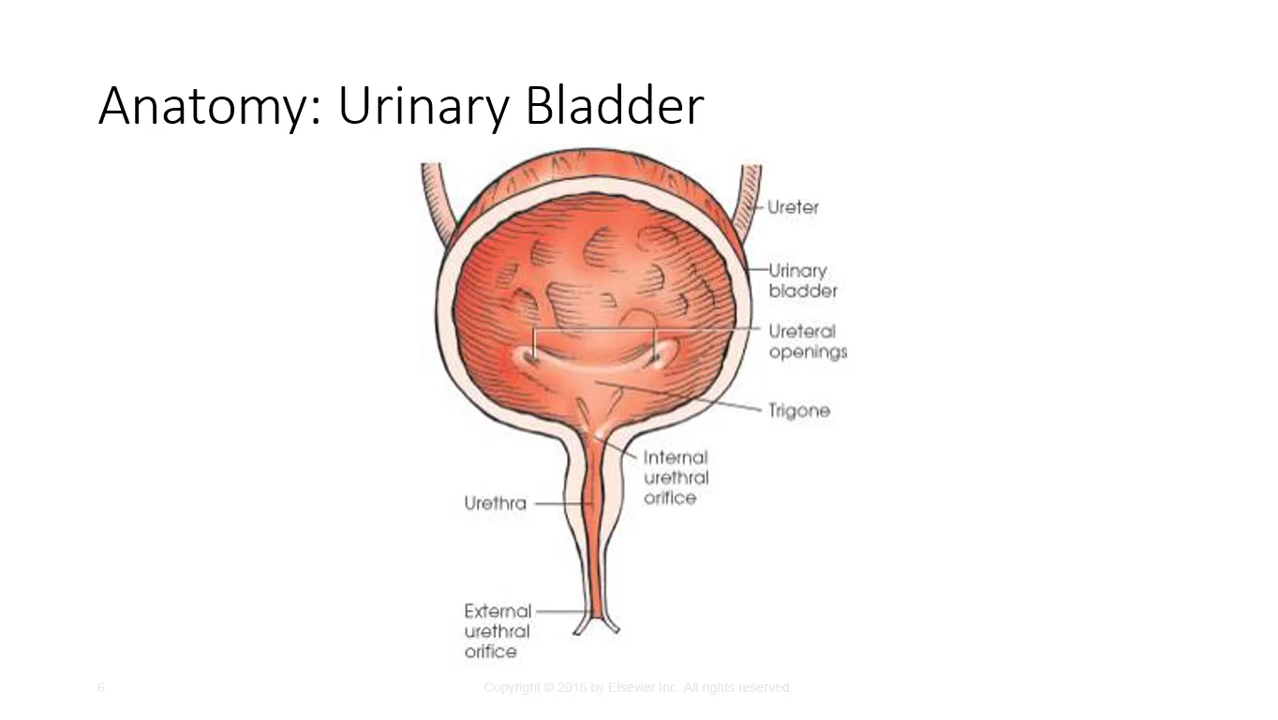 Anatomy: Urinary Bladder
Ureter
Urinary
bladder
Ureteral
openings
Trigone
Internal
urethral
orifice
Urethra
External
urethral
orifice
6
Copyright © 2016 by Elsevier Inc. All rights reserved.